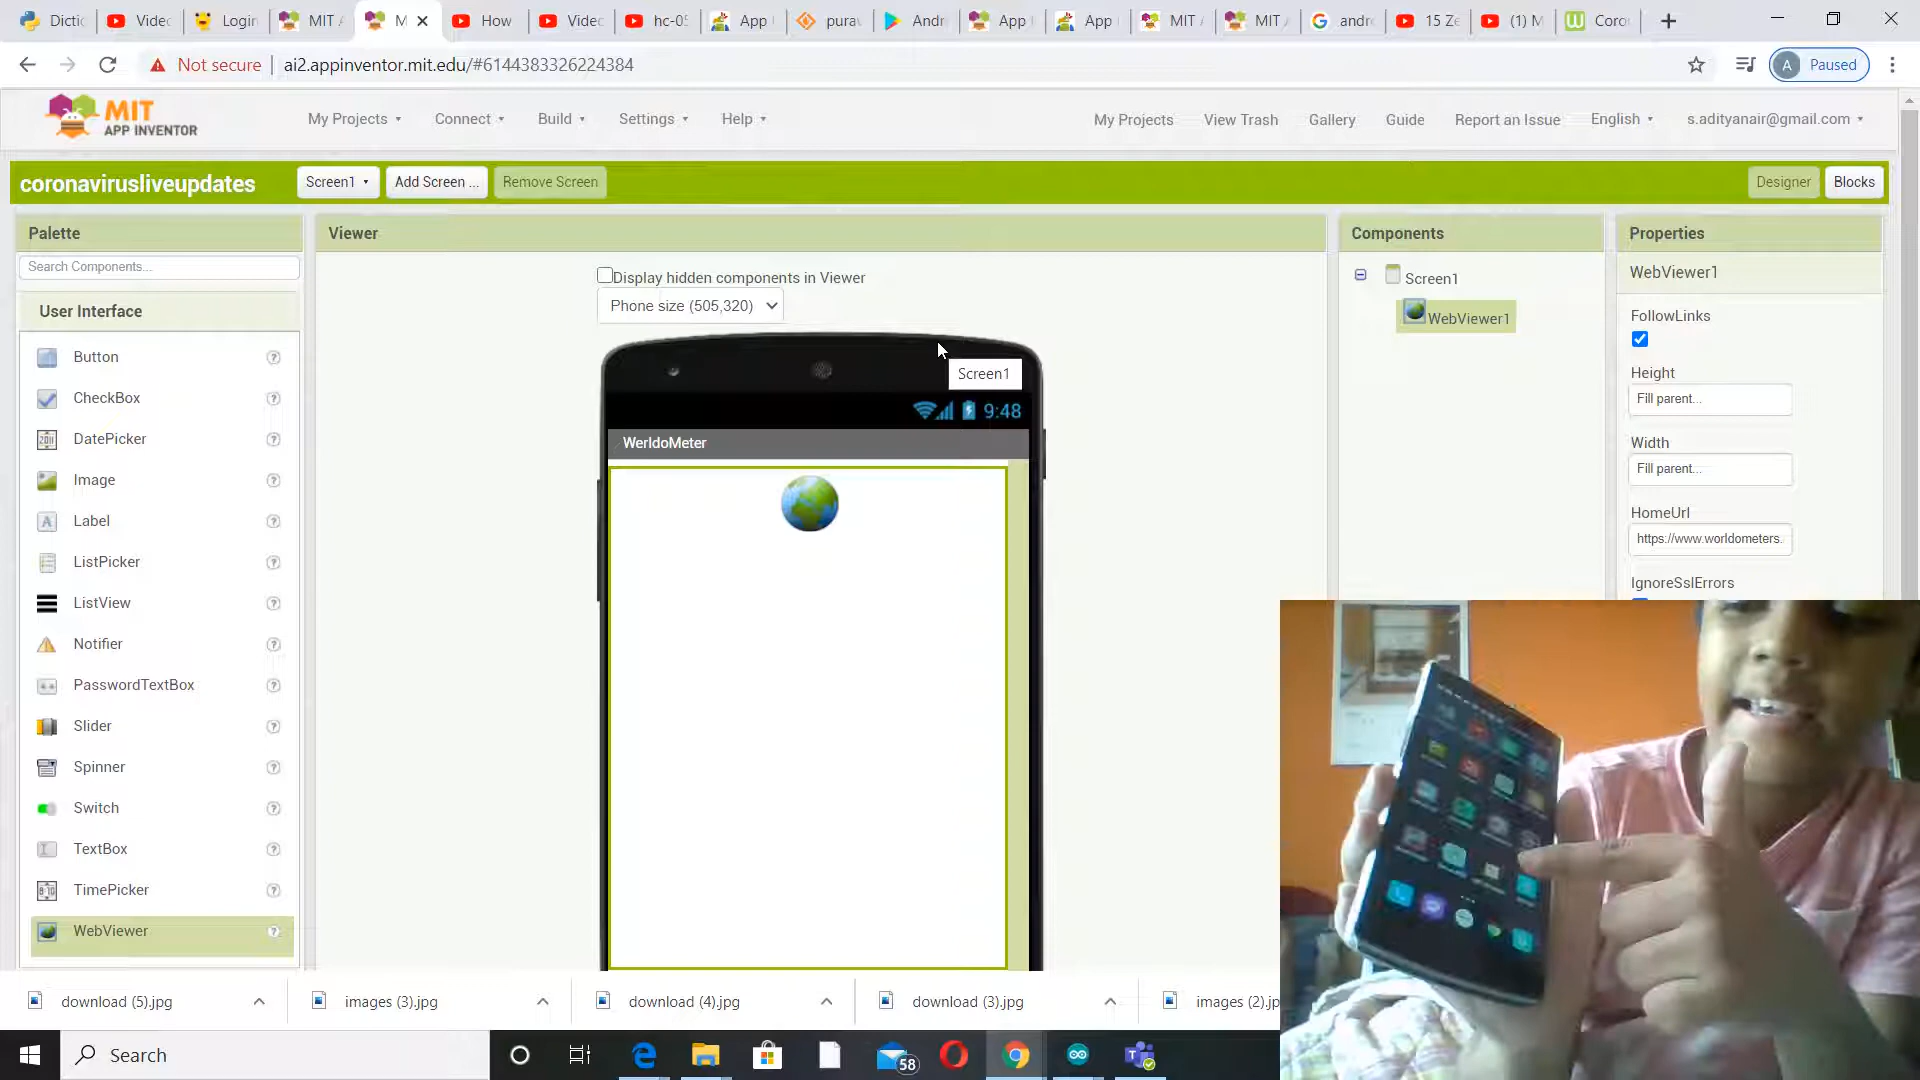 Dictio
Video
Login
MIT A
M
How
Video
hc-05
App I
purav
Andr
App I
App I
MIT A
MIT A
andr
15 Ze
(1) M
Coro
Not secure
ai2.appinventor.mit.edu/#6144383326224384
A Paused
MIT
APP INVENTOR
My Projects
Connect
Build
Settings
Help
My Projects
View Trash
Gallery
Guide
Report an Issue
English
s.adityanair@gmail.com
coronavirusliveupdates
Screen1
Add Screen ...
Remove Screen
Designer
Blocks
Palette
Search Components...
User Interface
Button
CheckBox
DatePicker
Image
Label
ListPicker
ListView
Notifier
PasswordTextBox
Slider
Spinner
Switch
TextBox
TimePicker
WebViewer
Viewer
Display hidden components in Viewer
Phone size (505,320)
Screen1
9:48
WerldoMeter
Components
Screen1
WebViewer1
Properties
WebViewer1
FollowLinks
Height
Fill parent...
Width
Fill parent...
HomeUrl
https://www.worldometers.
IgnoreSslErrors
download (5).jpg
images (3).jpg
download (4).jpg
download (3).jpg
images (2).jp
Search
58